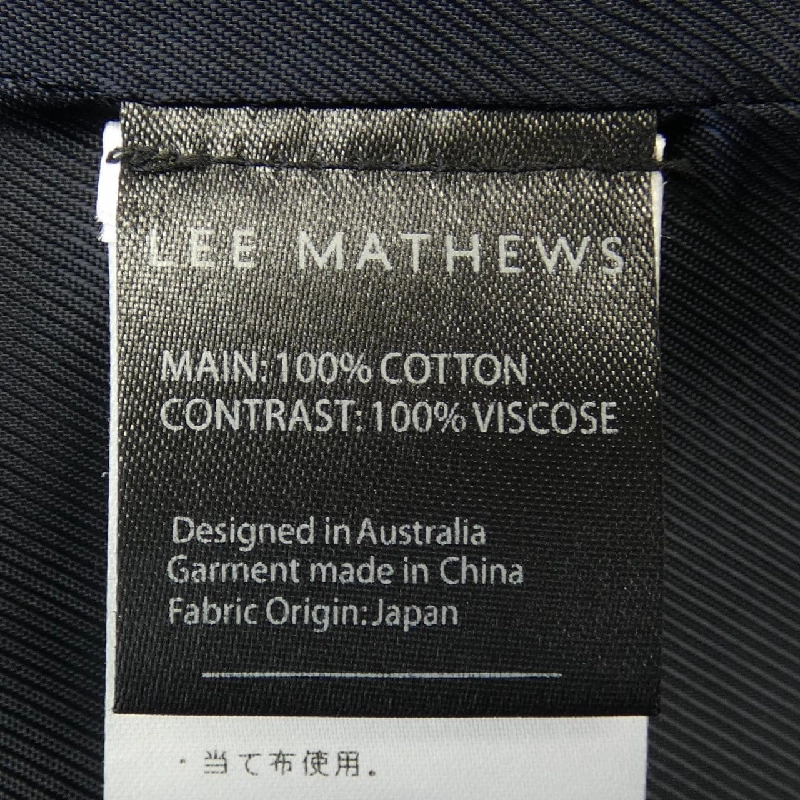 LEE MATHEWS
MAIN: 100% COTTON
CONTRAST: 100% VISCOSE
Designed in Australia
Garment made in China
Fabric Origin: Japan
・当て布使用。